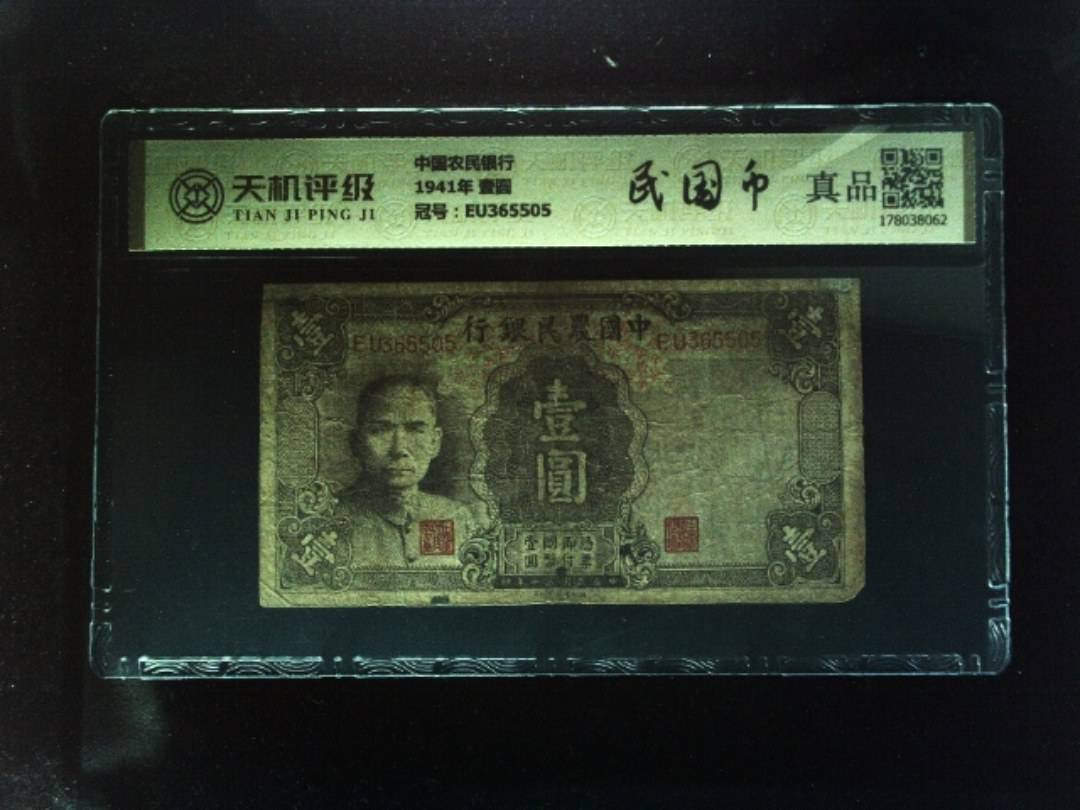 天机评级
TIAN JI PING JI
中国农民银行
1941年 壹圆
冠号：EU365505
民国币
真品
178038062
行銀民農國中
EU365505
EU365505
壹
壹
圓
壹
壹